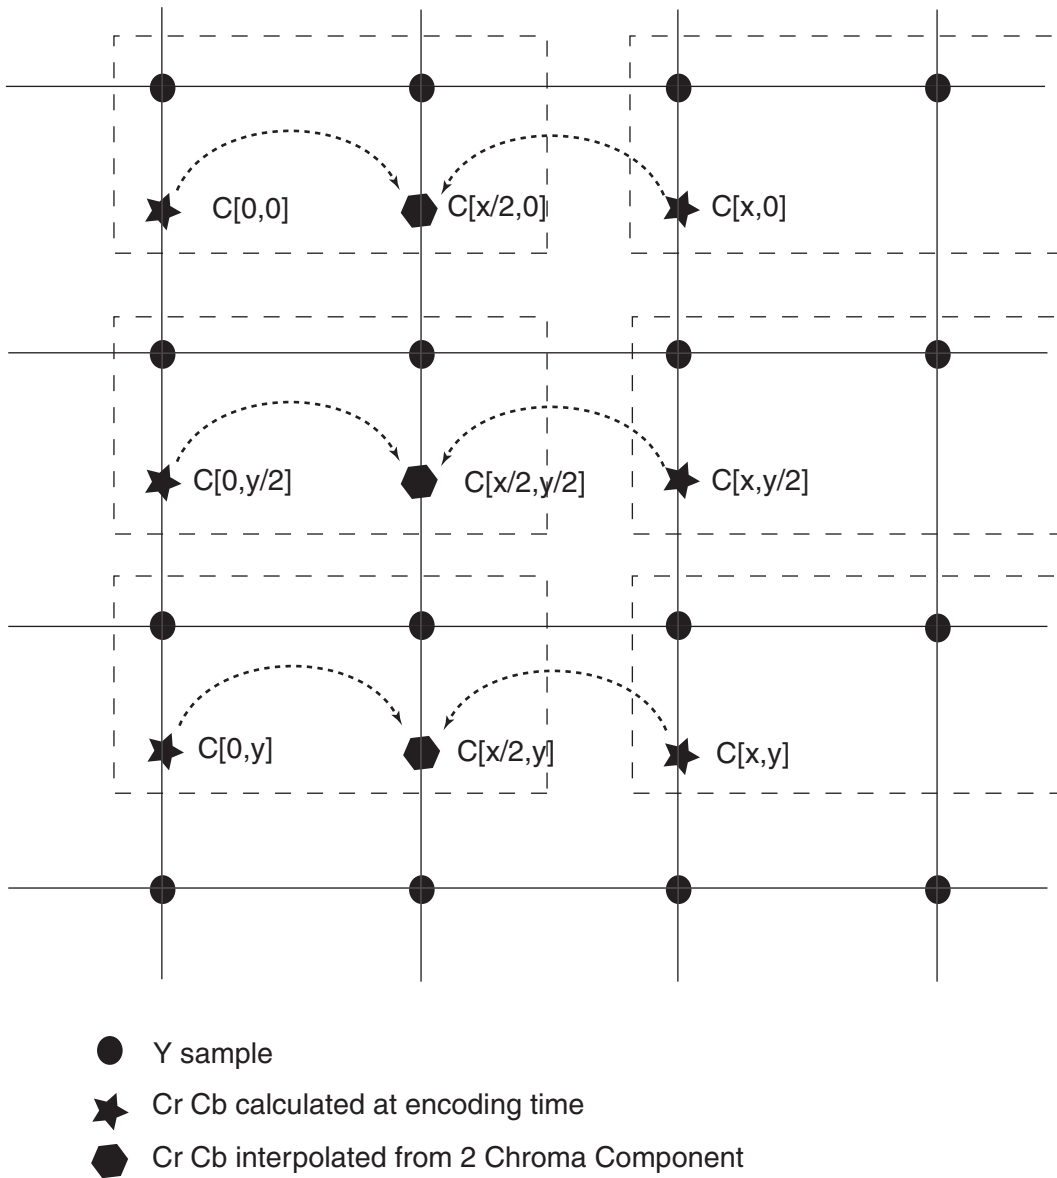 C[0,0] C[x/2,0] C[x,0]
C[0,y/2] C[x/2,y/2] C[x,y/2]
C[0,y] C[x/2,y] C[x,y]
Y sample
Cr Cb calculated at encoding time
Cr Cb interpolated from 2 Chroma Component